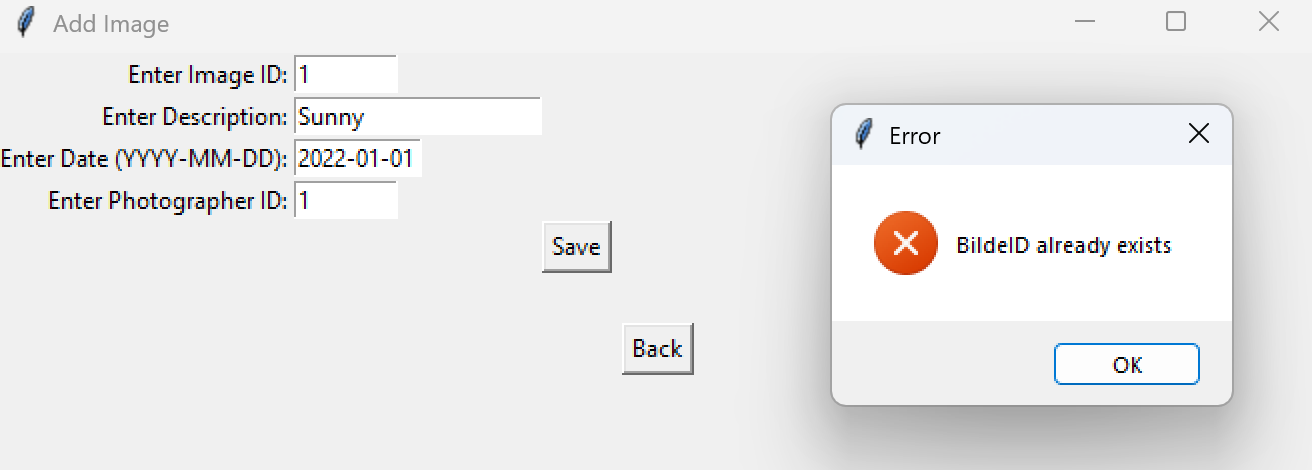 Add Image
Enter Image ID: 1
Enter Description: Sunny
Enter Date (YYYY-MM-DD): 2022-01-01
Enter Photographer ID: 1
Save
Back
Error
BildeID already exists
OK